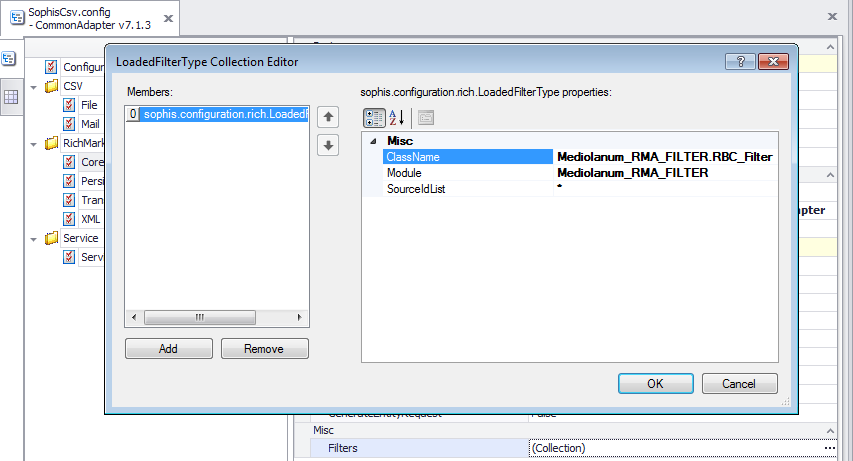 SophisCsv.config
- CommonAdapter v7.1.3
LoadedFilterType Collection Editor
Configur
CSV
File
Mail
RichMark
Core
Persi
Tran
XML
Service
Serv
Members:
0 sophis.configuration.rich.LoadedF
Add
Remove
sophis.configuration.rich.LoadedFilterType properties:
Misc
ClassName Mediolanum_RMA_FILTER.RBC_Filter
Module Mediolanum_RMA_FILTER
SourceIdList *
OK
Cancel
apter
GenerateEntityRequest False
Misc
Filters (Collection) ...